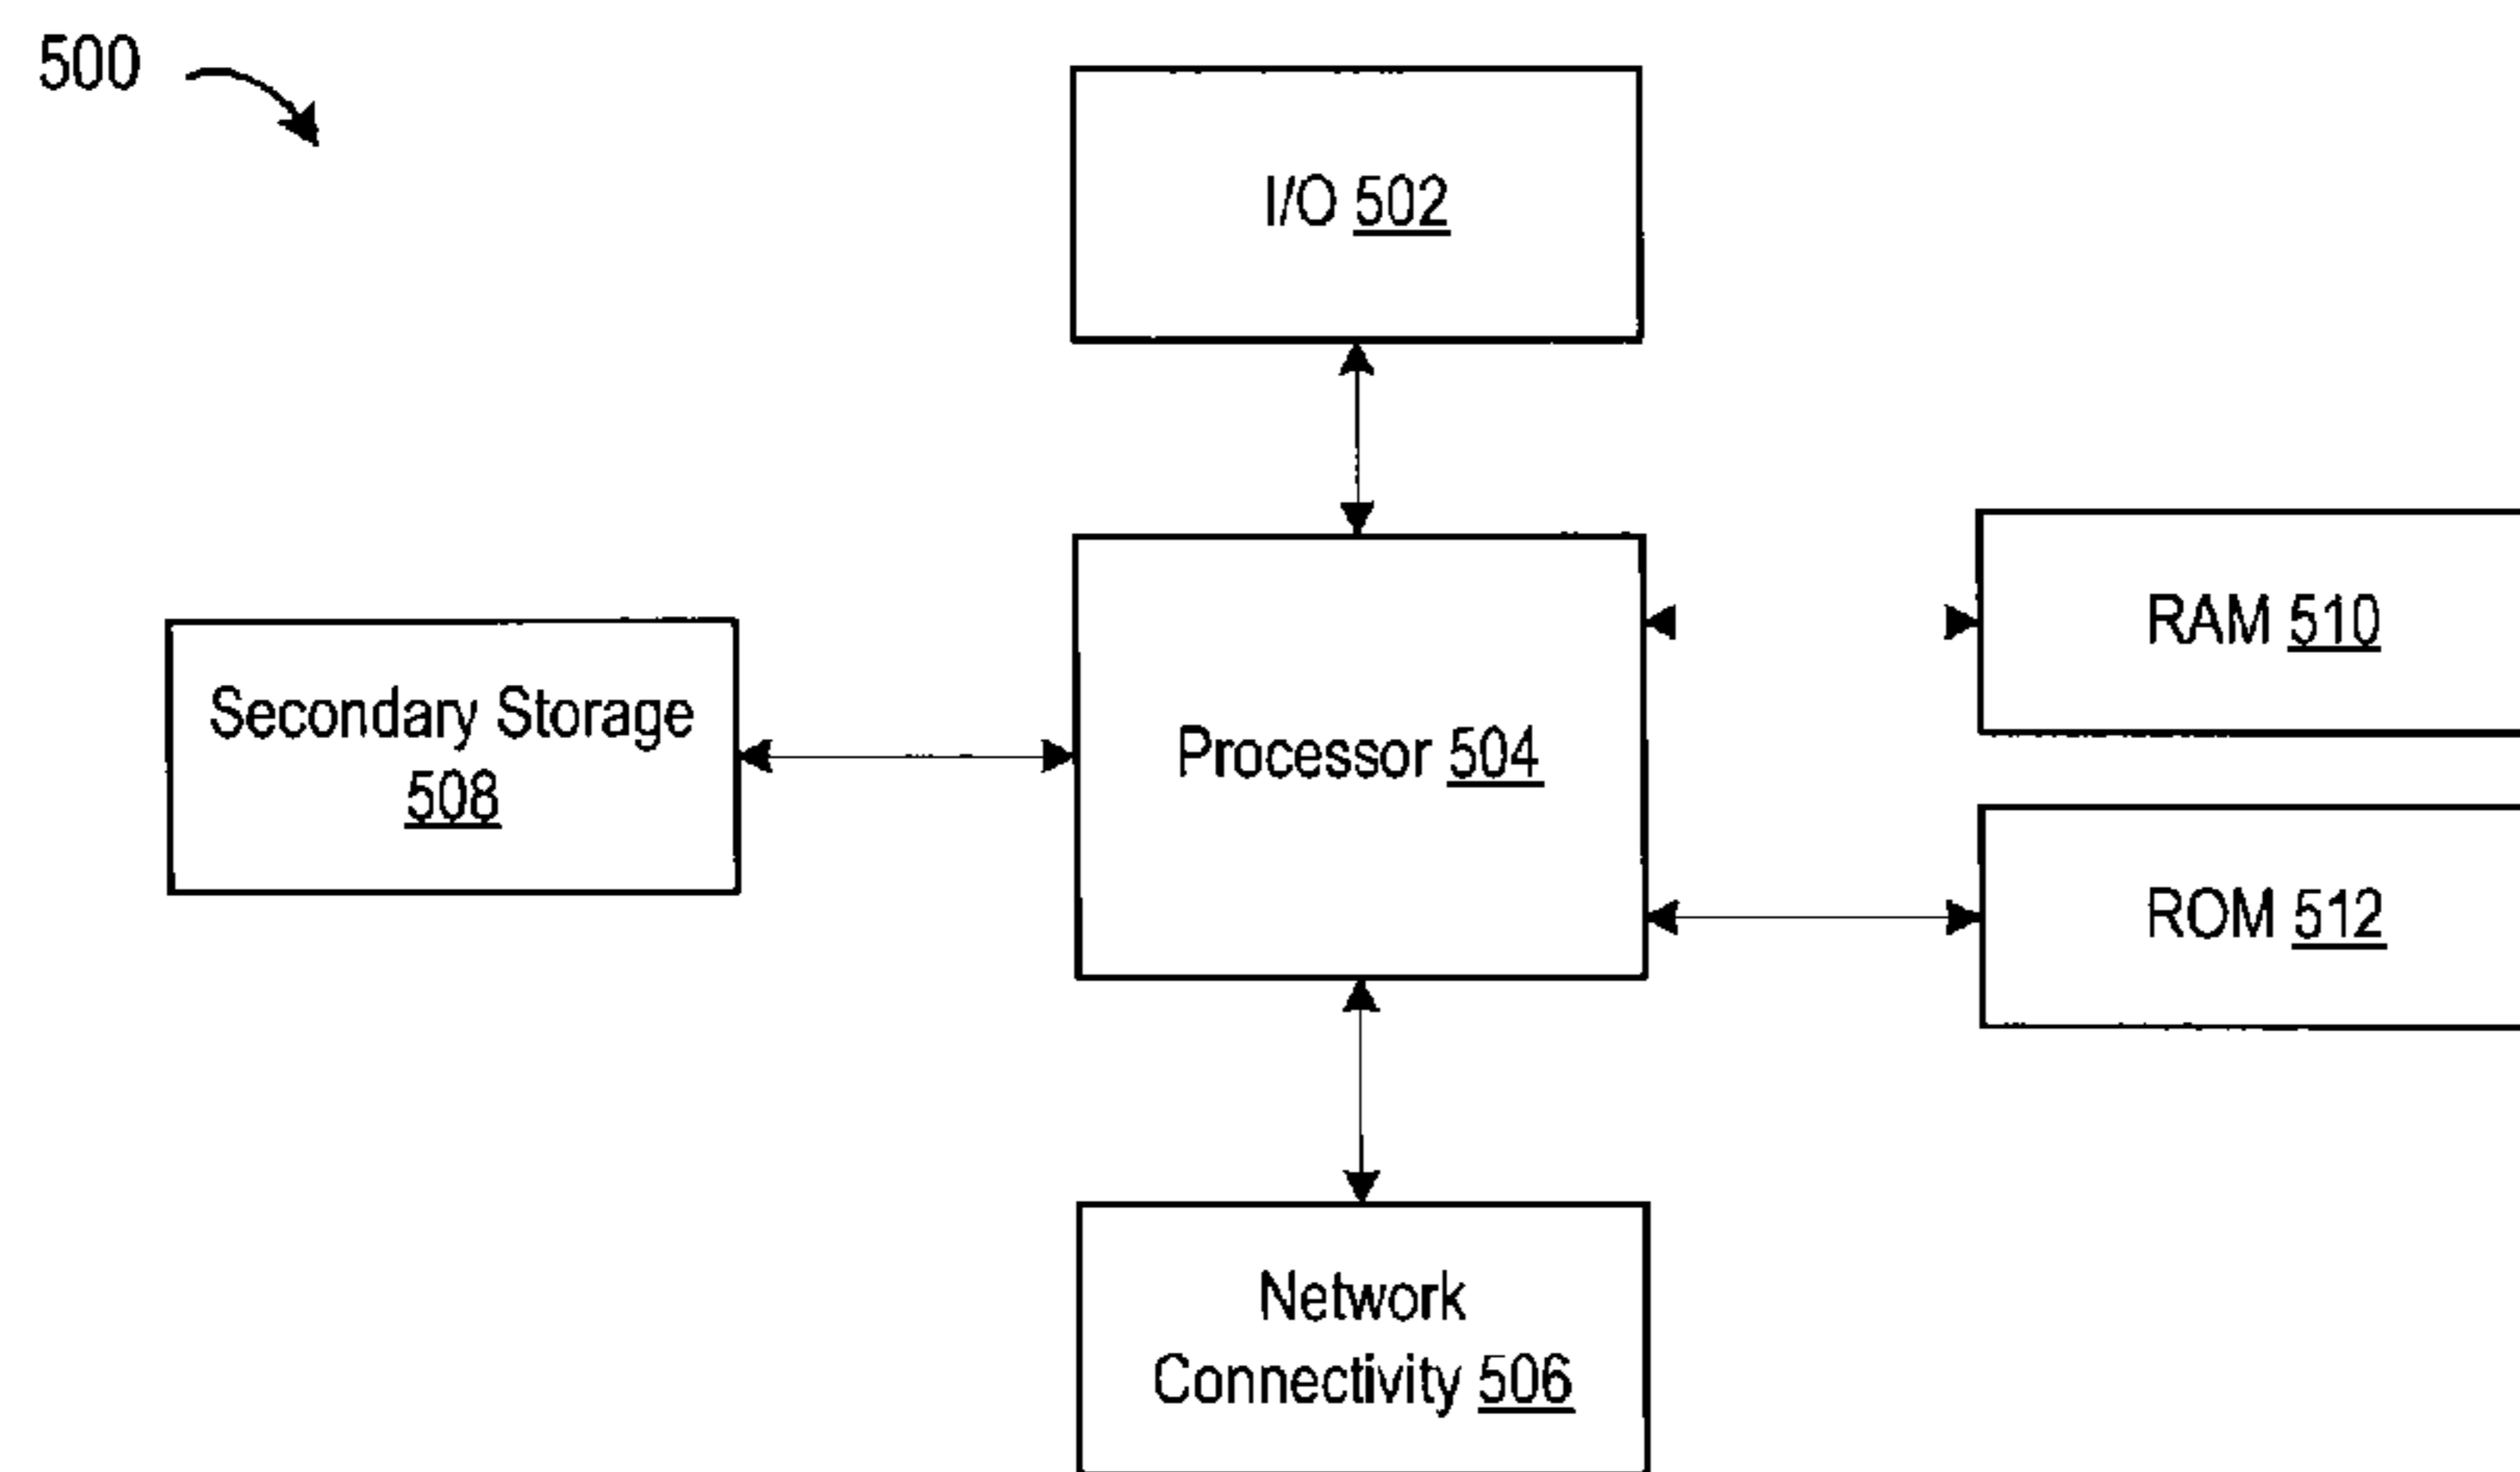 500
I/O 502
RAM 510
Secondary Storage
508
Processor 504
ROM 512
Network
Connectivity 506